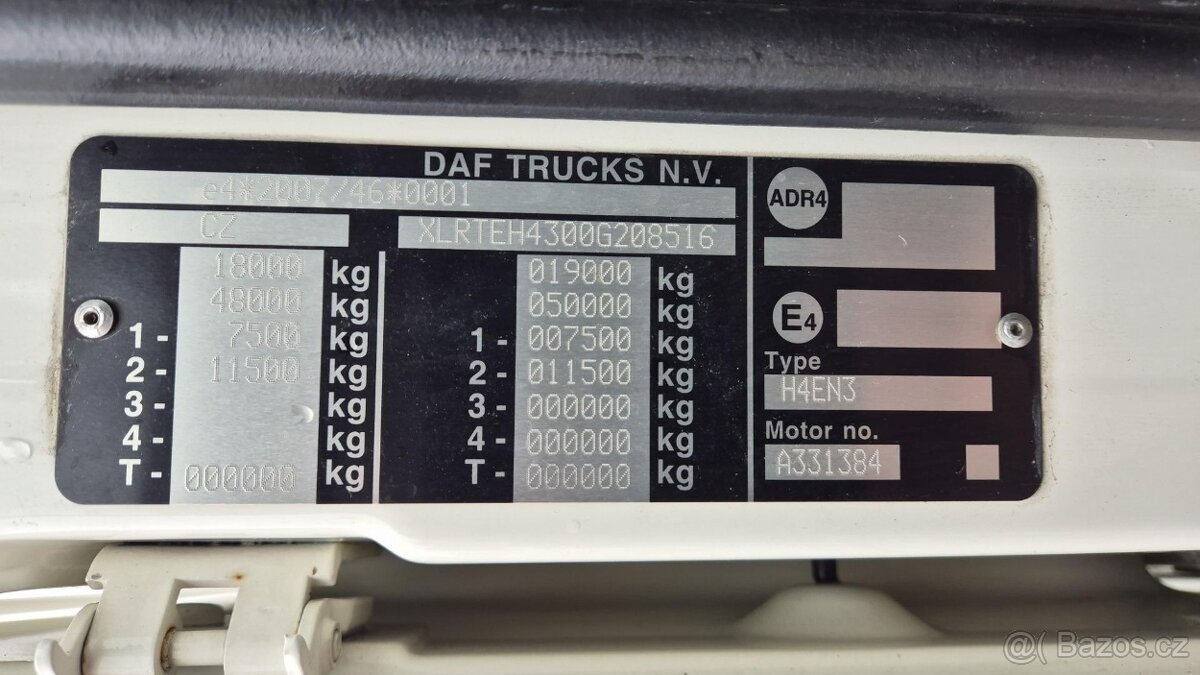 DAF TRUCKS N.V.
e4*2007/46*0001
CZ XLRTEH4300G208516
18000 kg 019000 kg
48000 kg 050000 kg
1- 7500 kg 1- 007500 kg
2- 11500 kg 2- 011500 kg
3- kg 3- 000000 kg
4- kg 4- 000000 kg
T- 000000 kg T- 000000 kg
ADR4
E4
Type
H4EN3
Motor no.
A331384
@( Bazos.cz